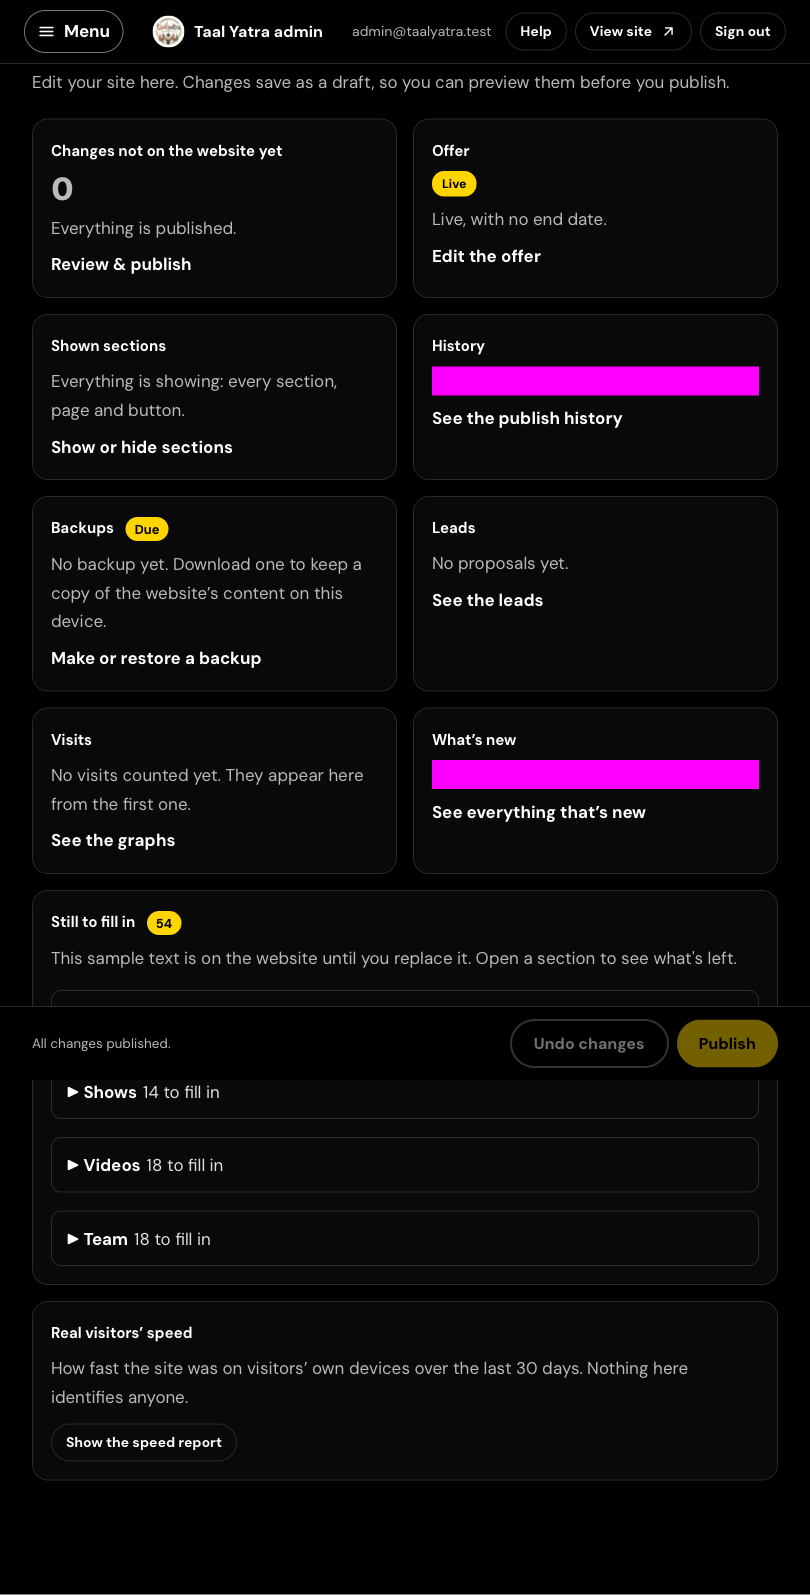 Menu
Taal Yatra admin
admin@taalyatra.test
Help
View site
Sign out
Edit your site here. Changes save as a draft, so you can preview them before you publish.
Changes not on the website yet
0
Everything is published.
Review & publish
Offer
Live
Live, with no end date.
Edit the offer
Shown sections
Everything is showing: every section,
page and button.
Show or hide sections
History
See the publish history
Backups
Due
No backup yet. Download one to keep a
copy of the website’s content on this
device.
Make or restore a backup
Leads
No proposals yet.
See the leads
Visits
No visits counted yet. They appear here
from the first one.
See the graphs
What’s new
See everything that’s new
Still to fill in
54
This sample text is on the website until you replace it. Open a section to see what's left.
All changes published.
Undo changes
Publish
Shows 14 to fill in
Videos 18 to fill in
Team 18 to fill in
Real visitors’ speed
How fast the site was on visitors’ own devices over the last 30 days. Nothing here
identifies anyone.
Show the speed report